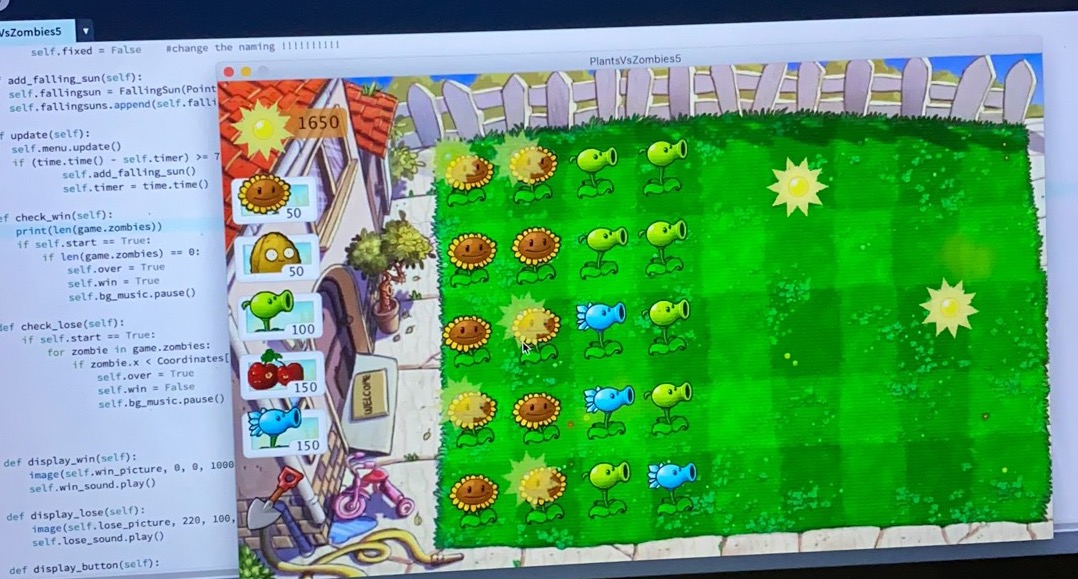 VsZombies5
self.fixed = False #change the naming !!!!!!!!!!
add_falling_sun(self):
self.fallingsun = FallingSun(Point
self.fallingsuns.append(self.falli
f update(self):
self.menu.update()
if (time.time() - self.timer) >= 7
self.add_falling_sun()
self.timer = time.time()
ef check_win(self):
print(len(game.zombies))
if self.start == True:
if len(game.zombies) == 0:
self.over = True
self.win = True
self.bg_music.pause()
def check_lose(self):
if self.start == True:
for zombie in game.zombies:
if zombie.x < Coordinates[
self.over = True
self.win = False
self.bg_music.pause()
def display_win(self):
image(self.win_picture, 0, 0, 1000
self.win_sound.play()
def display_lose(self):
image(self.lose_picture, 220, 100,
self.lose_sound.play()
def display_button(self):
PlantsVsZombies5
1650
50
50
100
150
150
WELCOME